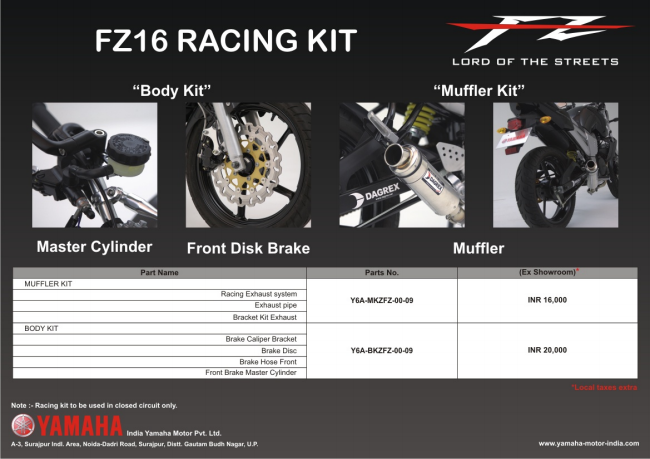 FZ16 RACING KIT
FZ
LORD OF THE STREETS
“Body Kit”
“Muffler Kit”
DAGREX
Master Cylinder
Front Disk Brake
Muffler
Part Name Parts No. (Ex Showroom)*
MUFFLER KIT
Racing Exhaust system
Exhaust pipe
Bracket Kit Exhaust
Y6A-MKZFZ-00-09 INR 16,000
BODY KIT
Brake Caliper Bracket
Brake Disc
Brake Hose Front
Front Brake Master Cylinder
Y6A-BKZFZ-00-09 INR 20,000
*Local taxes extra
Note :- Racing kit to be used in closed circuit only.
YAMAHA India Yamaha Motor Pvt. Ltd.
A-3, Surajpur Indl. Area, Noida-Dadri Road, Surajpur, Distt. Gautam Budh Nagar, U.P.
www.yamaha-motor-india.com